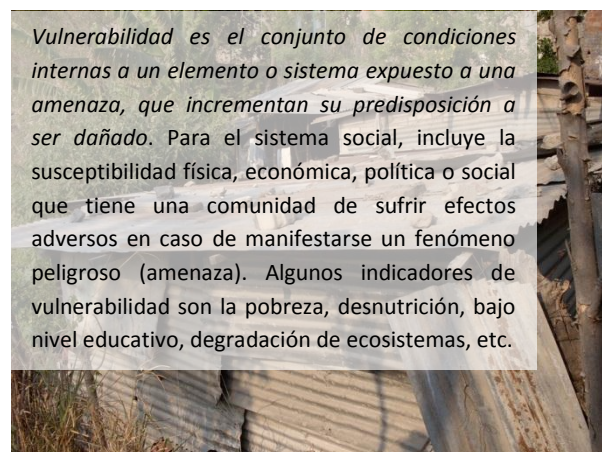 Vulnerabilidad es el conjunto de condiciones
internas a un elemento o sistema expuesto a una
amenaza, que incrementan su predisposición a
ser dañado. Para el sistema social, incluye la
susceptibilidad física, económica, política o social
que tiene una comunidad de sufrir efectos
adversos en caso de manifestarse un fenómeno
peligroso (amenaza). Algunos indicadores de
vulnerabilidad son la pobreza, desnutrición, bajo
nivel educativo, degradación de ecosistemas, etc.